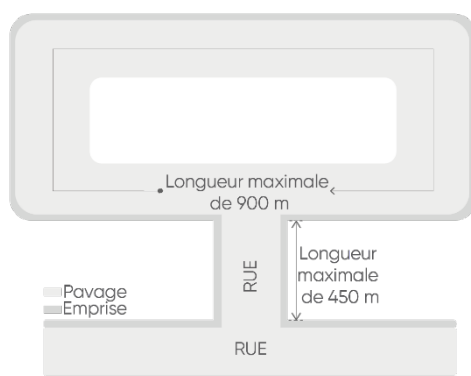 Longueur maximale
de 900 m
Longueur
maximale
de 450 m
RUE
Pavage
Emprise
RUE